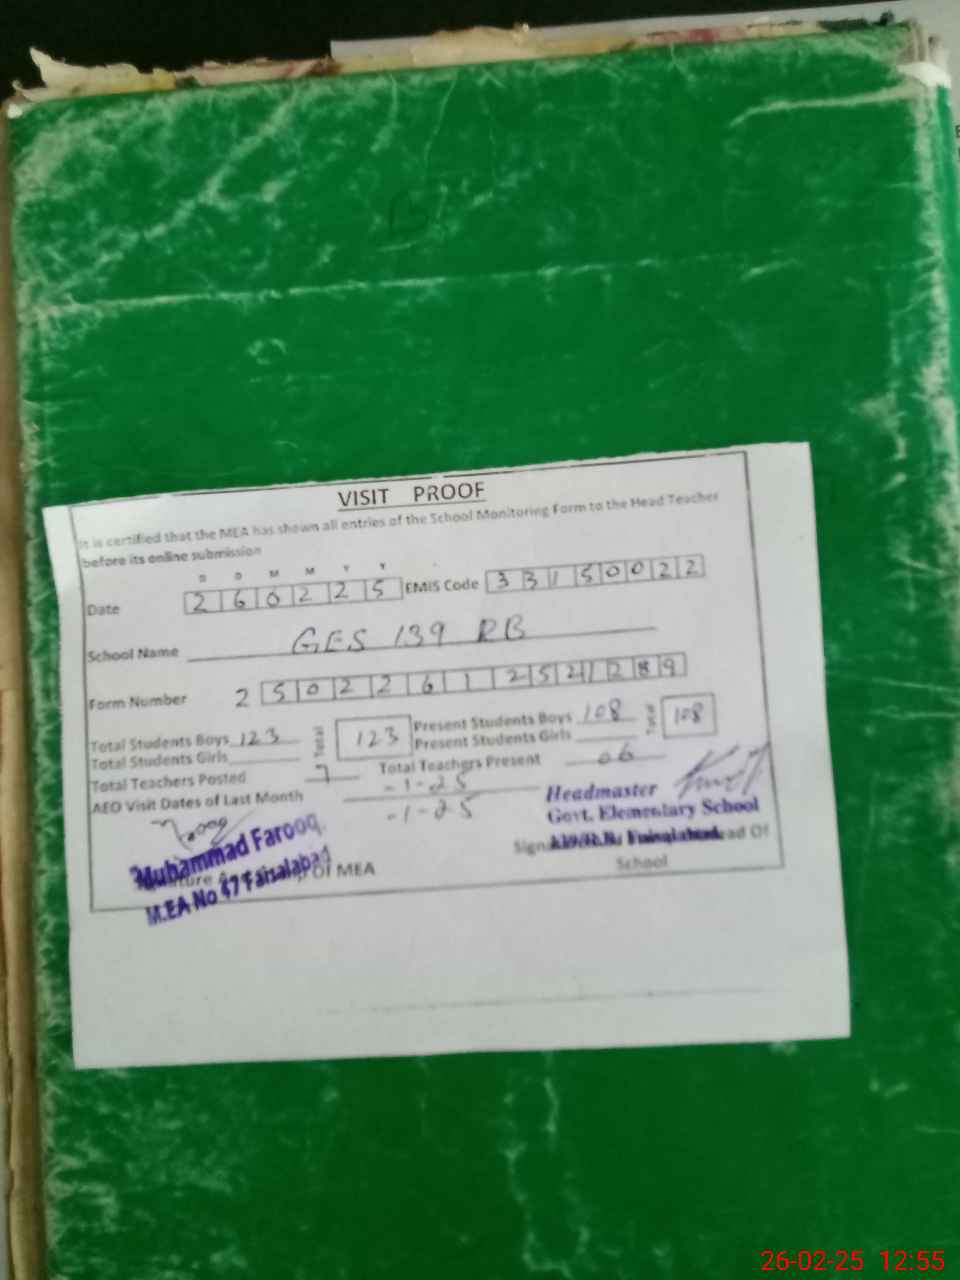 VISIT PROOF
It is certified that the MEA has shown all entries of the School Monitoring Form to the Head Teacher
before its online submission
D D M M Y Y
Date 2 6 0 2 2 5 EMIS Code 3 3 1 5 0 0 2 2
School Name GES 139 RB
Form Number 2 5 0 2 2 6 1 2 5 2 1 2 8 9
Total Students Boys 123 Total 123 Present Students Boys 108 Total 108
Total Students Girls Present Students Girls
Total Teachers Posted 7 Total Teachers Present 06
AEO Visit Dates of Last Month -1-25
-1-25
Headmaster
Govt. Elementary School
Faisalabad
Muhammad Farooq
M.EA No 47 Faisalabad
Of MEA
Head Of
School
26-02-25 12:55